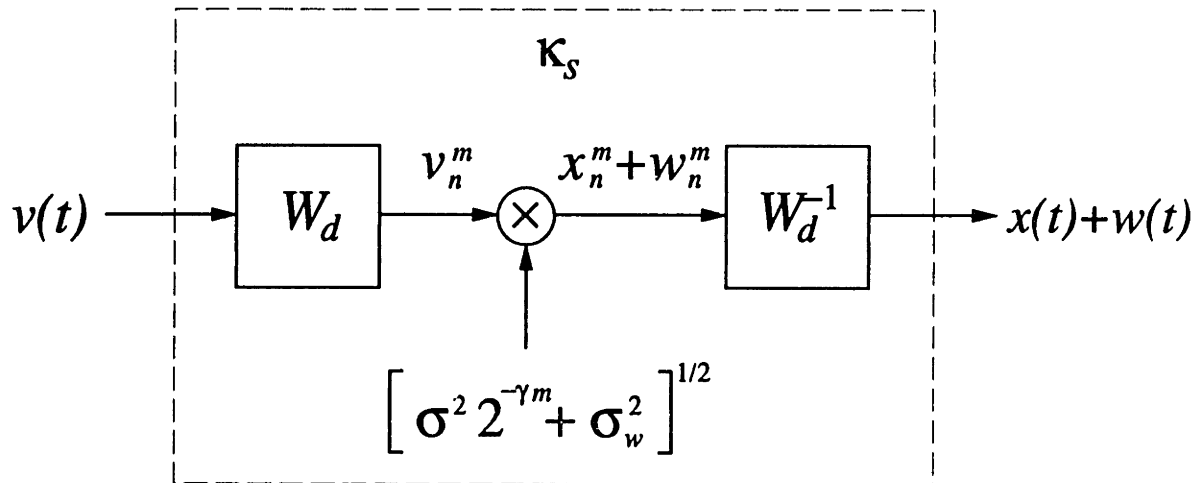 κ_s
v(t)
W_d
v_n^m
×
x_n^m+w_n^m
W_d^{-1}
x(t)+w(t)
[σ^2 2^{-γm}+ σ_w^2]^{1/2}